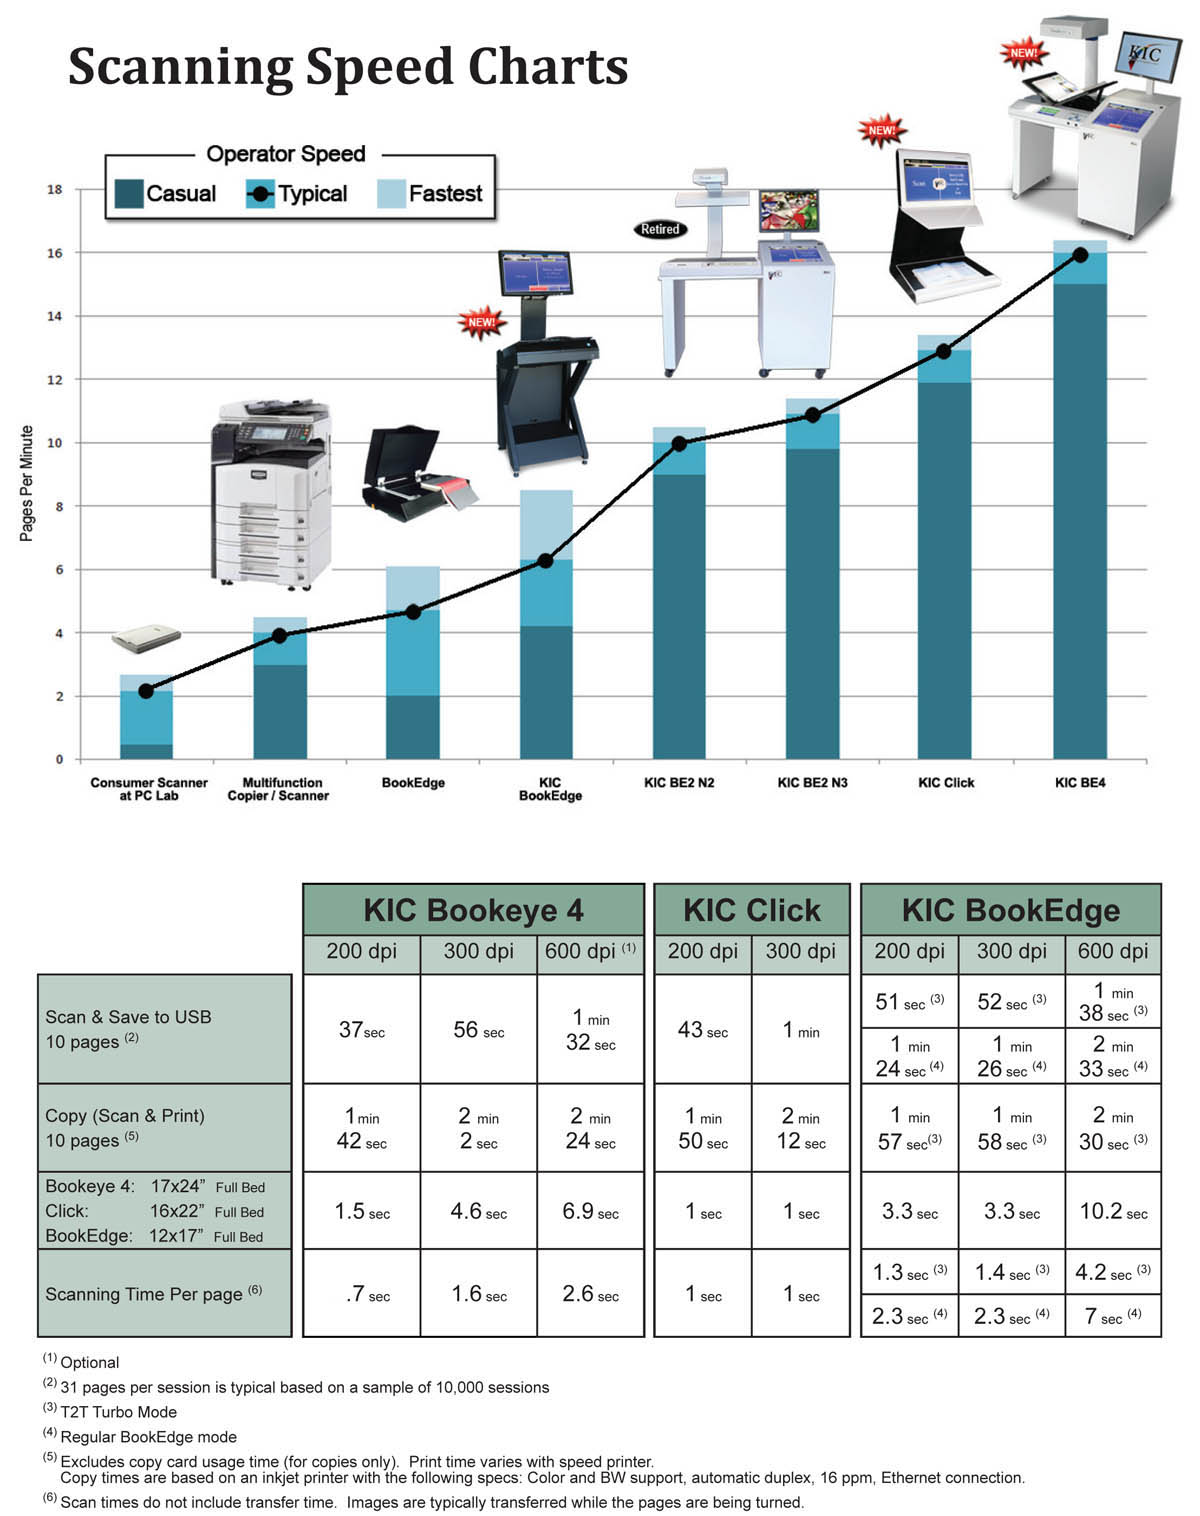 Scanning Speed Charts
Operator Speed
Casual Typical Fastest
NEW!
NEW!
NEW!
KIC
Retired
Scan
KIC
Pages Per Minute
18
16
14
12
10
8
6
4
2
0
Consumer Scanner at PC Lab
Multifunction Copier / Scanner
BookEdge
KIC BookEdge
KIC BE2 N2
KIC BE2 N3
KIC Click
KIC BE4
KIC Bookeye 4 KIC Click KIC BookEdge
200 dpi 300 dpi 600 dpi (1) 200 dpi 300 dpi 200 dpi 300 dpi 600 dpi
Scan & Save to USB
10 pages (2)
37 sec 56 sec 1 min 32 sec 43 sec 1 min 51 sec (3) 52 sec (3) 1 min 38 sec (3)
1 min 24 sec (4) 1 min 26 sec (4) 2 min 33 sec (4)
Copy (Scan & Print)
10 pages (5)
1 min 42 sec 2 min 2 sec 2 min 24 sec 1 min 50 sec 2 min 12 sec 1 min 57 sec (3) 1 min 58 sec (3) 2 min 30 sec (3)
Bookeye 4: 17x24” Full Bed
Click: 16x22” Full Bed
BookEdge: 12x17” Full Bed
1.5 sec 4.6 sec 6.9 sec 1 sec 1 sec 3.3 sec 3.3 sec 10.2 sec
Scanning Time Per page (6)
.7 sec 1.6 sec 2.6 sec 1 sec 1 sec 1.3 sec (3) 1.4 sec (3) 4.2 sec (3)
2.3 sec (4) 2.3 sec (4) 7 sec (4)
(1) Optional
(2) 31 pages per session is typical based on a sample of 10,000 sessions
(3) T2T Turbo Mode
(4) Regular BookEdge mode
(5) Excludes copy card usage time (for copies only). Print time varies with speed printer.
Copy times are based on an inkjet printer with the following specs: Color and BW support, automatic duplex, 16 ppm, Ethernet connection.
(6) Scan times do not include transfer time. Images are typically transferred while the pages are being turned.